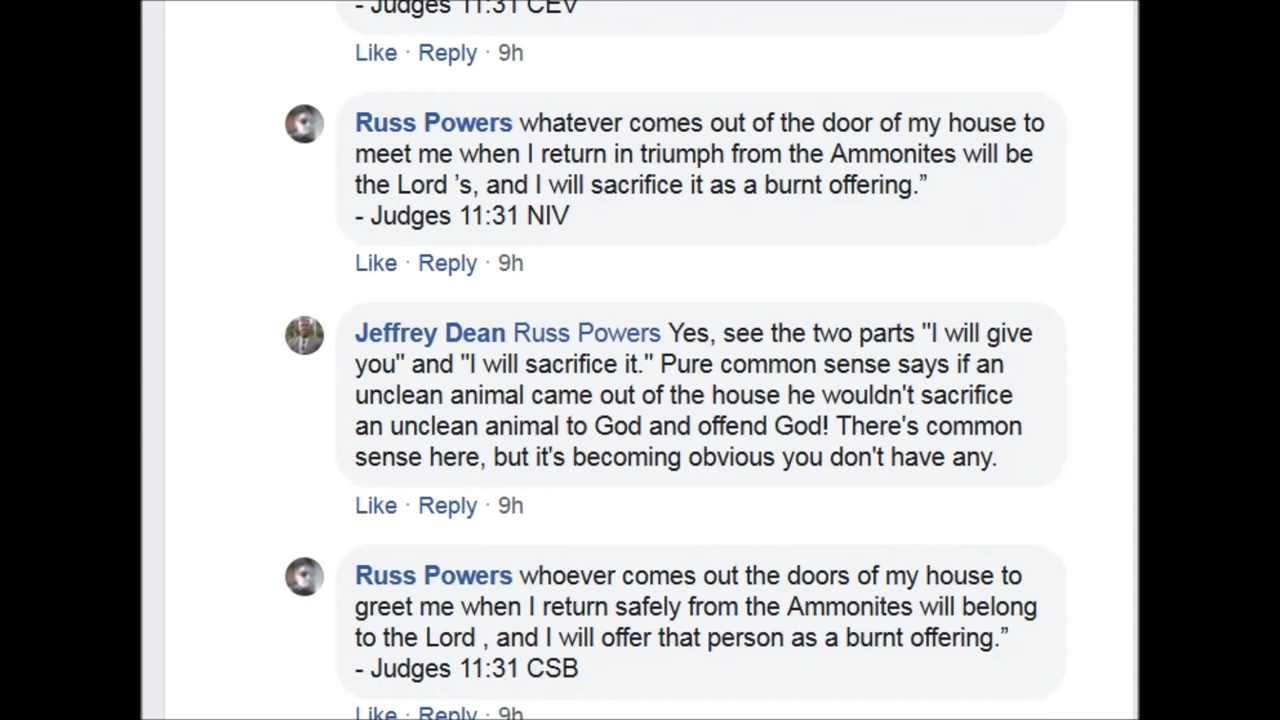 - Judges 11:31 CEV
Like · Reply · 9h
Russ Powers whatever comes out of the door of my house to
meet me when I return in triumph from the Ammonites will be
the Lord ’s, and I will sacrifice it as a burnt offering.”
- Judges 11:31 NIV
Like · Reply · 9h
Jeffrey Dean Russ Powers Yes, see the two parts "I will give
you" and "I will sacrifice it." Pure common sense says if an
unclean animal came out of the house he wouldn't sacrifice
an unclean animal to God and offend God! There's common
sense here, but it's becoming obvious you don't have any.
Like · Reply · 9h
Russ Powers whoever comes out the doors of my house to
greet me when I return safely from the Ammonites will belong
to the Lord , and I will offer that person as a burnt offering.”
- Judges 11:31 CSB
Like · Reply · 9h